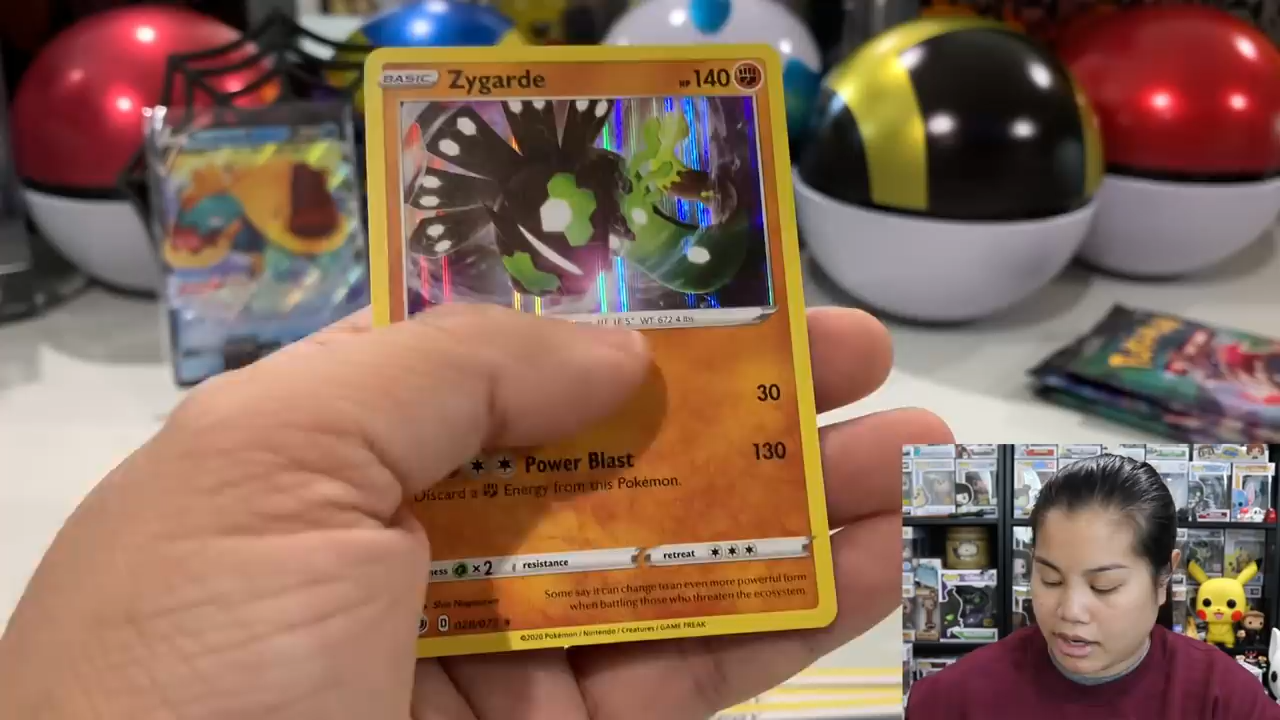 BASIC Zygarde HP 140
WT: 672.4 lbs
30
Power Blast 130
Discard a Energy from this Pokémon.
×2 resistance retreat
Some say it can change to an even more powerful form
when battling those who threaten the ecosystem.
D
©2020 Pokémon / Nintendo / Creatures / GAME FREAK